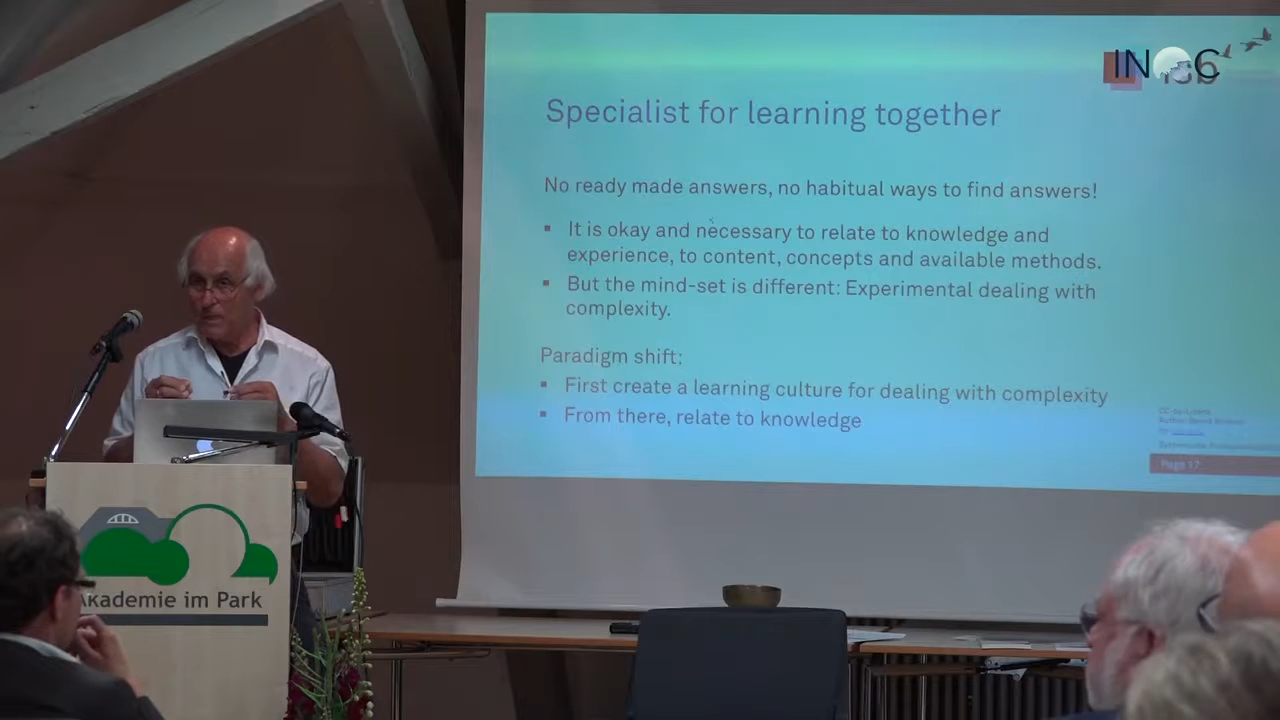 INOC
isb
Specialist for learning together
No ready made answers, no habitual ways to find answers!
▪ It is okay and necessary to relate to knowledge and
experience, to content, concepts and available methods.
▪ But the mind-set is different: Experimental dealing with
complexity.
Paradigm shift:
▪ First create a learning culture for dealing with complexity
▪ From there, relate to knowledge
Page 17
Akademie im Park